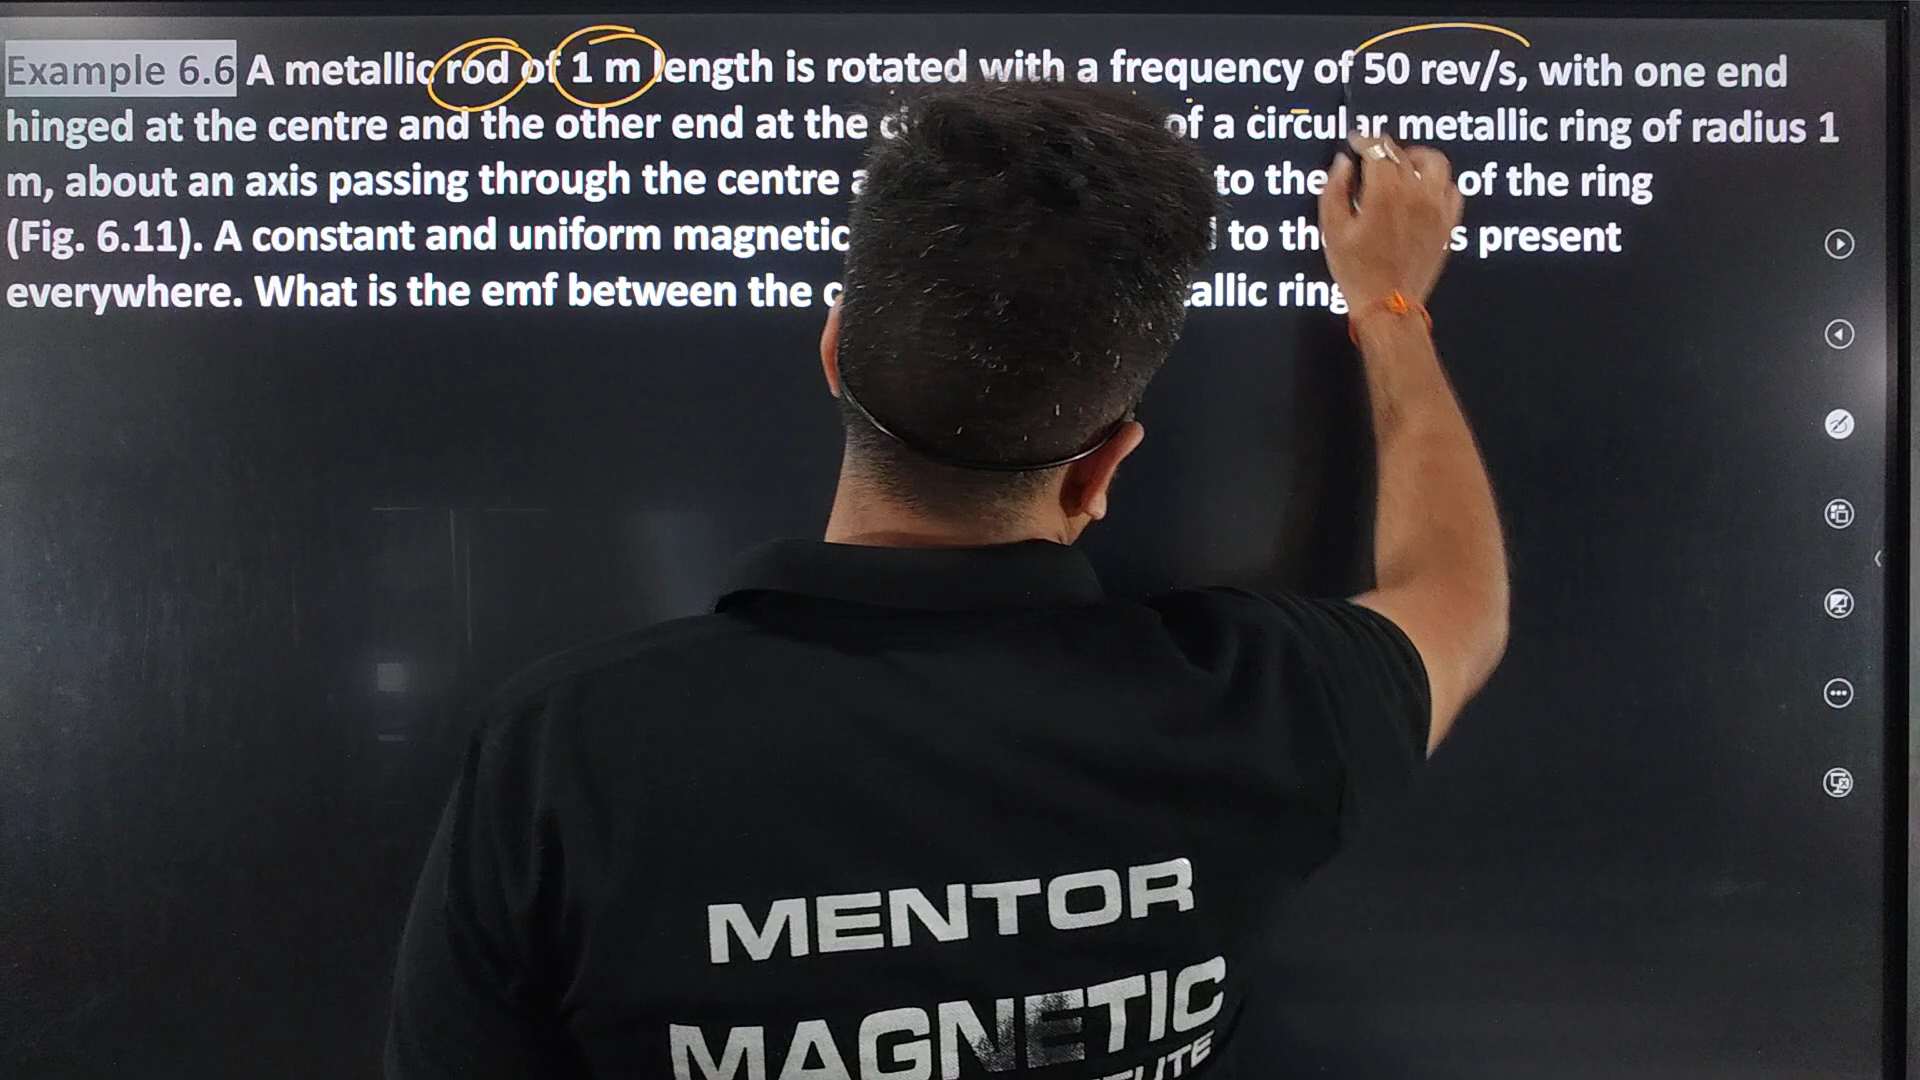 Example 6.6 A metallic rod of 1 m length is rotated with a frequency of 50 rev/s, with one end
hinged at the centre and the other end at the of a circular metallic ring of radius 1
m, about an axis passing through the centre to the of the ring
(Fig. 6.11). A constant and uniform magnetic to present
everywhere. What is the emf between the ring
MENTOR
MAGNETIC